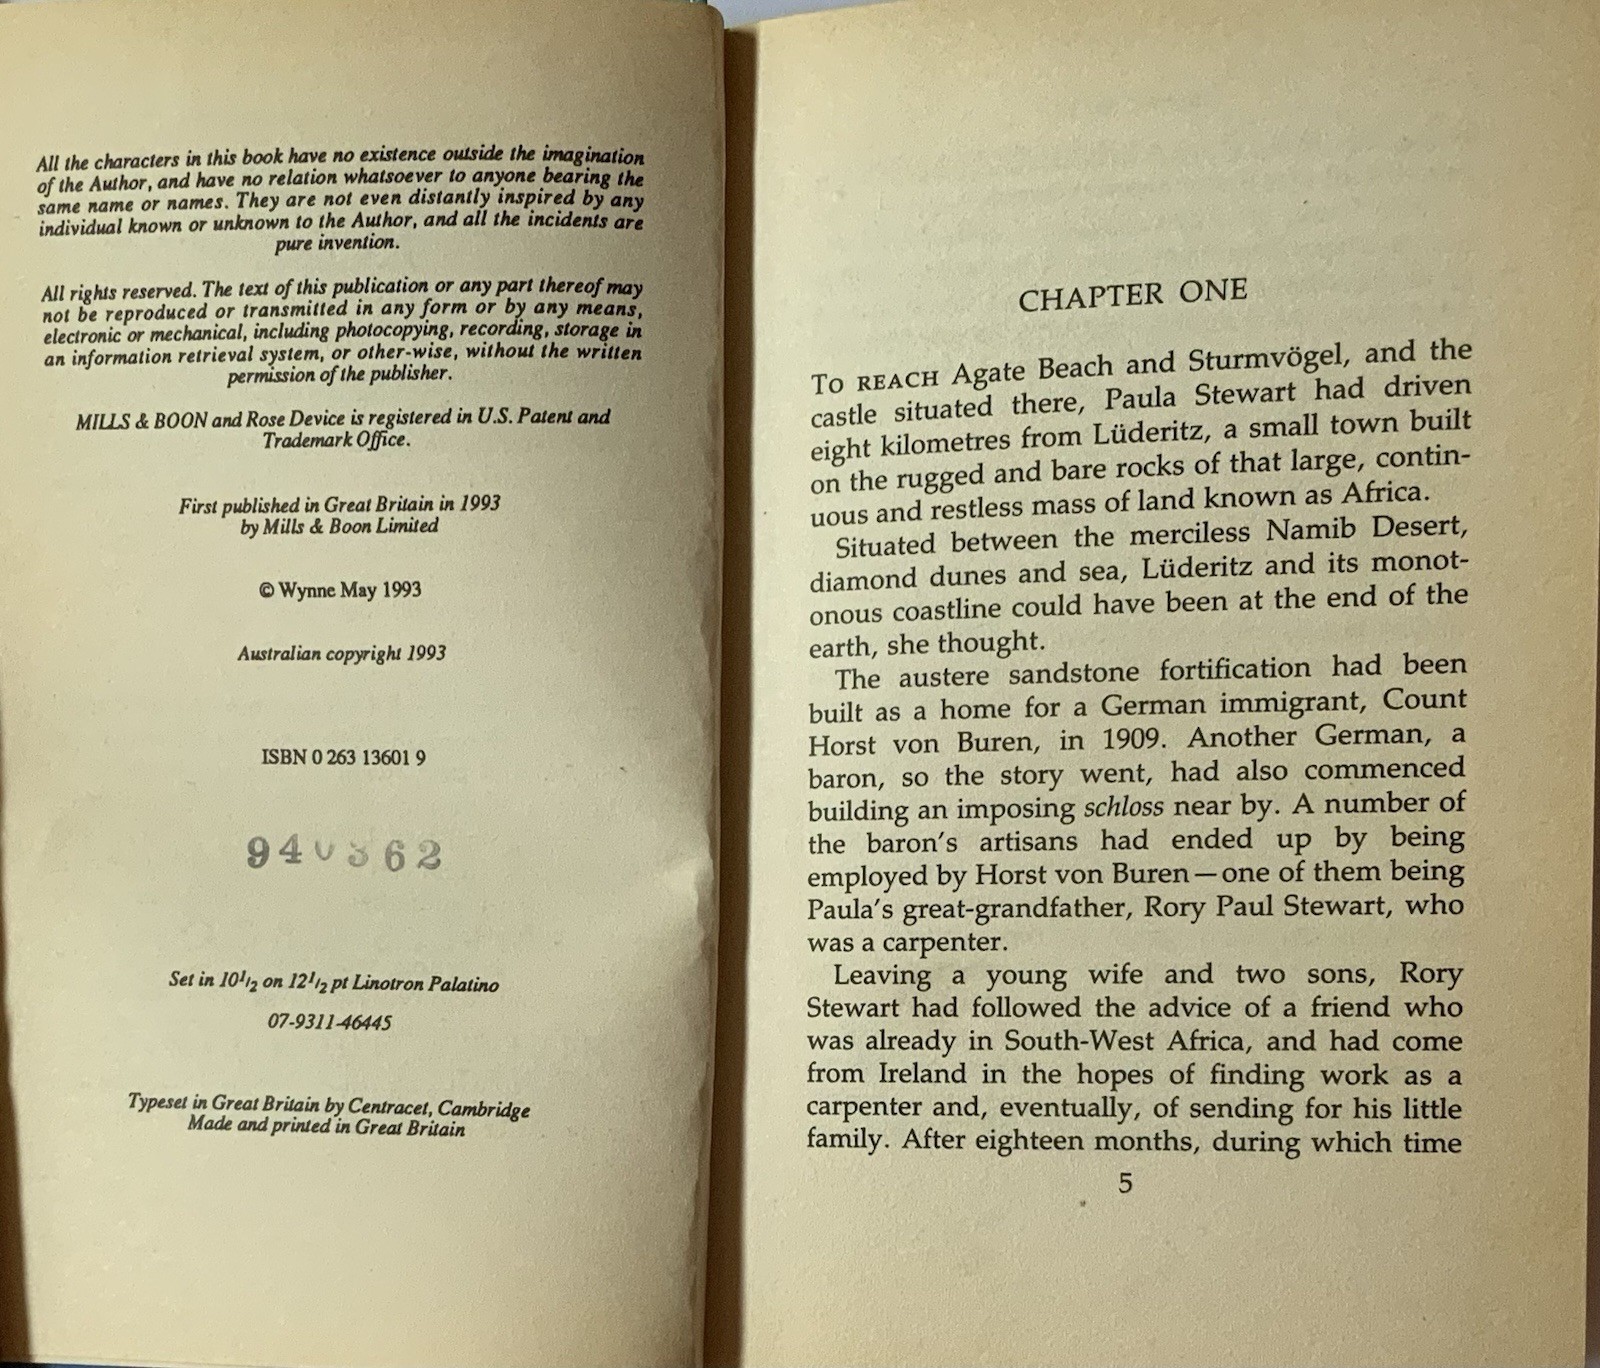 All the characters in this book have no existence outside the imagination
of the Author, and have no relation whatsoever to anyone bearing the
same name or names. They are not even distantly inspired by any
individual known or unknown to the Author, and all the incidents are
pure invention.
All rights reserved. The text of this publication or any part thereof may
not be reproduced or transmitted in any form or by any means,
electronic or mechanical, including photocopying, recording, storage in
an information retrieval system, or other-wise, without the written
permission of the publisher.
MILLS & BOON and Rose Device is registered in U.S. Patent and
Trademark Office.
First published in Great Britain in 1993
by Mills & Boon Limited
© Wynne May 1993
Australian copyright 1993
ISBN 0 263 13601 9
Set in 10½ on 12½ pt Linotron Palatino
07-9311-46445
Typeset in Great Britain by Centracet, Cambridge
Made and printed in Great Britain
CHAPTER ONE
TO REACH Agate Beach and Sturmvögel, and the
castle situated there, Paula Stewart had driven
eight kilometres from Lüderitz, a small town built
on the rugged and bare rocks of that large, contin-
uous and restless mass of land known as Africa.
Situated between the merciless Namib Desert,
diamond dunes and sea, Lüderitz and its monot-
onous coastline could have been at the end of the
earth, she thought.
The austere sandstone fortification had been
built as a home for a German immigrant, Count
Horst von Buren, in 1909. Another German, a
baron, so the story went, had also commenced
building an imposing schloss near by. A number of
the baron's artisans had ended up by being
employed by Horst von Buren — one of them being
Paula's great-grandfather, Rory Paul Stewart, who
was a carpenter.
Leaving a young wife and two sons, Rory
Stewart had followed the advice of a friend who
was already in South-West Africa, and had come
from Ireland in the hopes of finding work as a
carpenter and, eventually, of sending for his little
family. After eighteen months, during which time
5